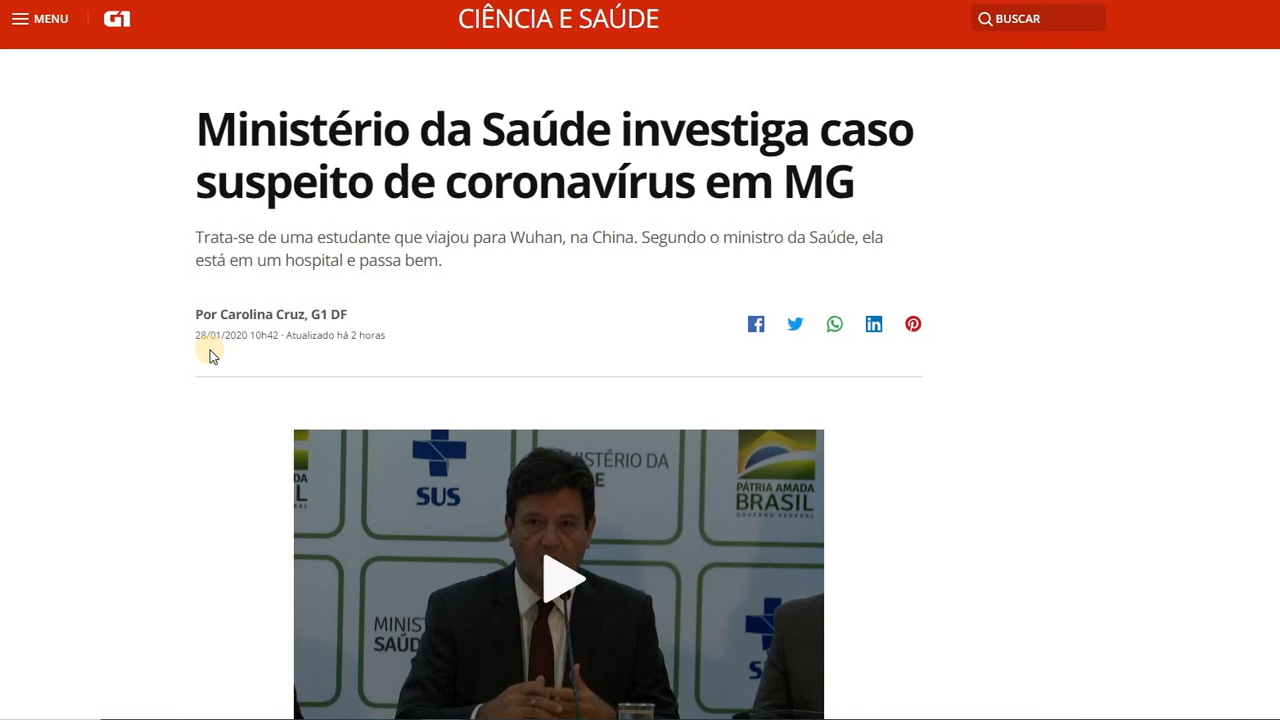 MENU
G1
CIÊNCIA E SAÚDE
BUSCAR
Ministério da Saúde investiga caso
suspeito de coronavírus em MG
Trata-se de uma estudante que viajou para Wuhan, na China. Segundo o ministro da Saúde, ela
está em um hospital e passa bem.
Por Carolina Cruz, G1 DF
28/01/2020 10h42 · Atualizado há 2 horas
SUS
PÁTRIA AMADA
BRASIL
GOVERNO FEDERAL